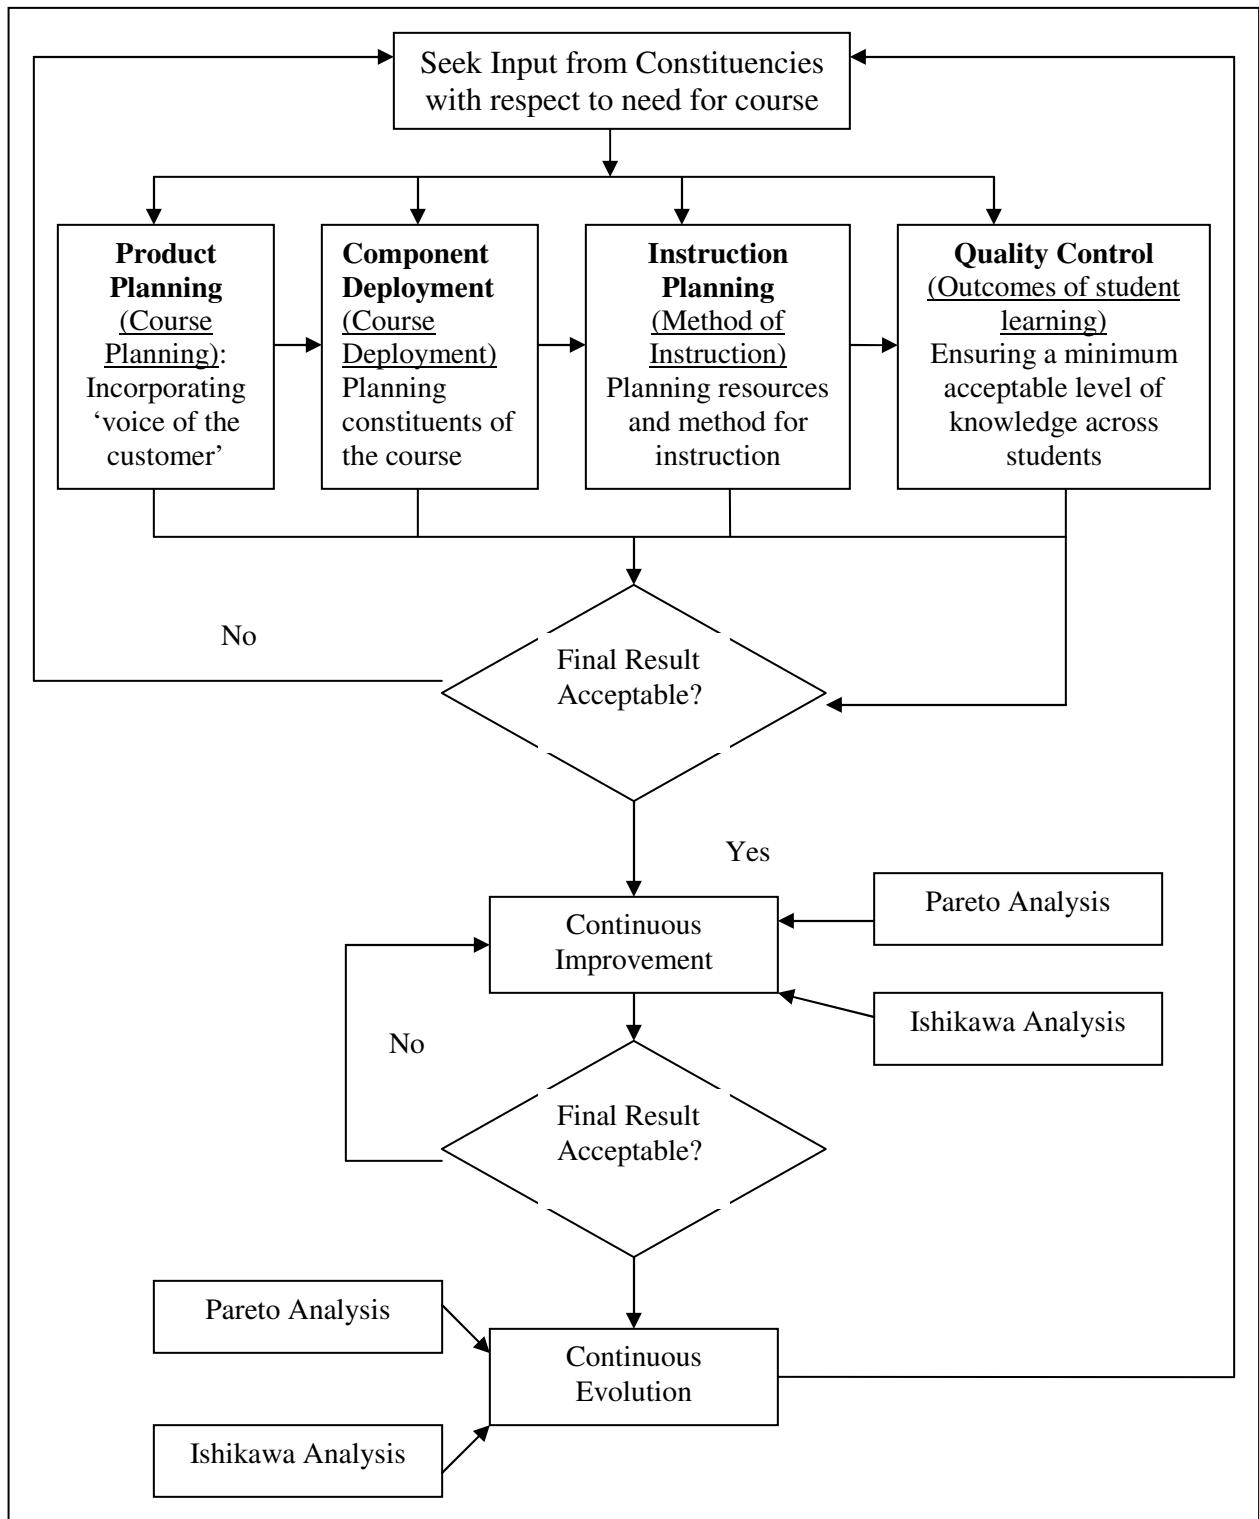 Seek Input from Constituencies
with respect to need for course
Product
Planning
(Course
Planning):
Incorporating
‘voice of the
customer’
Component
Deployment
(Course
Deployment)
Planning
constituents of
the course
Instruction
Planning
(Method of
Instruction)
Planning resources
and method for
instruction
Quality Control
(Outcomes of student
learning)
Ensuring a minimum
acceptable level of
knowledge across
students
No
Final Result
Acceptable?
Yes
Pareto Analysis
Continuous
Improvement
Ishikawa Analysis
No
Final Result
Acceptable?
Pareto Analysis
Continuous
Evolution
Ishikawa Analysis